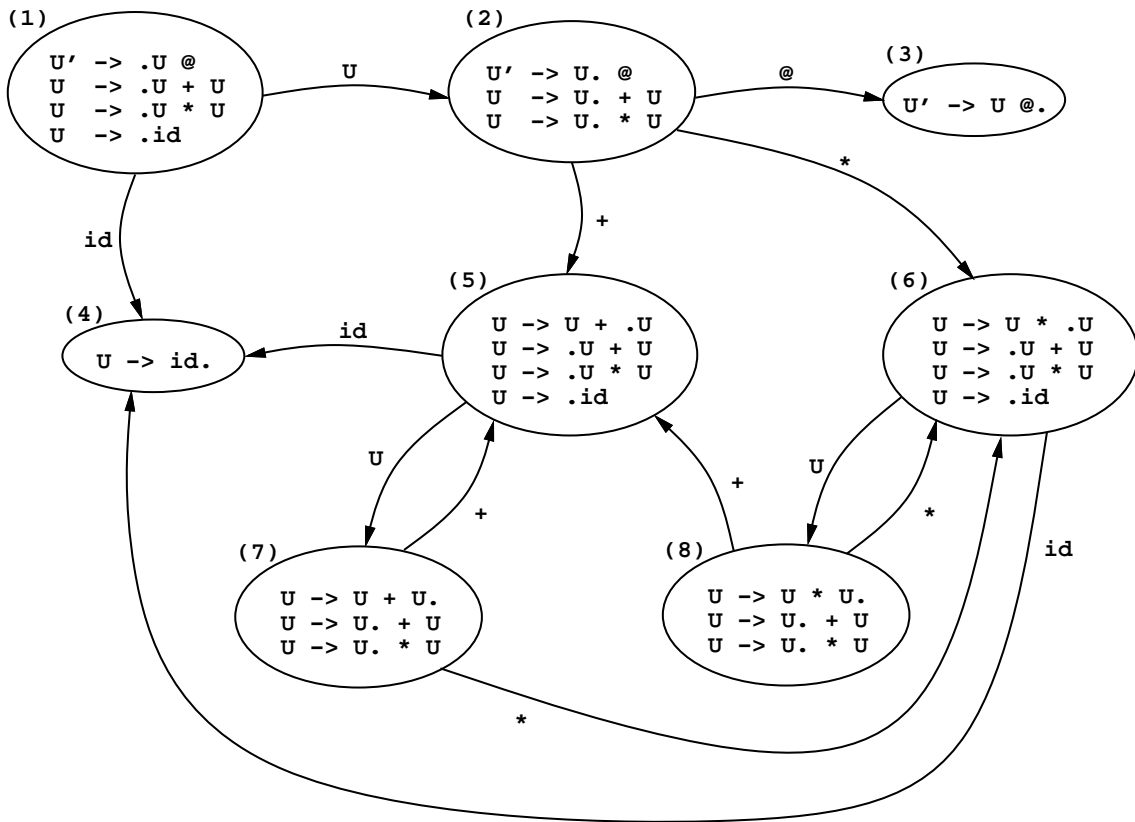 (1)
U' -> .U @
U -> .U + U
U -> .U * U
U -> .id
U
(2)
U' -> U. @
U -> U. + U
U -> U. * U
@
(3)
U' -> U @.
id
+
*
(4)
U -> id.
id
(5)
U -> U + .U
U -> .U + U
U -> .U * U
U -> .id
(6)
U -> U * .U
U -> .U + U
U -> .U * U
U -> .id
U
+
+
U
*
id
(7)
U -> U + U.
U -> U. + U
U -> U. * U
(8)
U -> U * U.
U -> U. + U
U -> U. * U
*